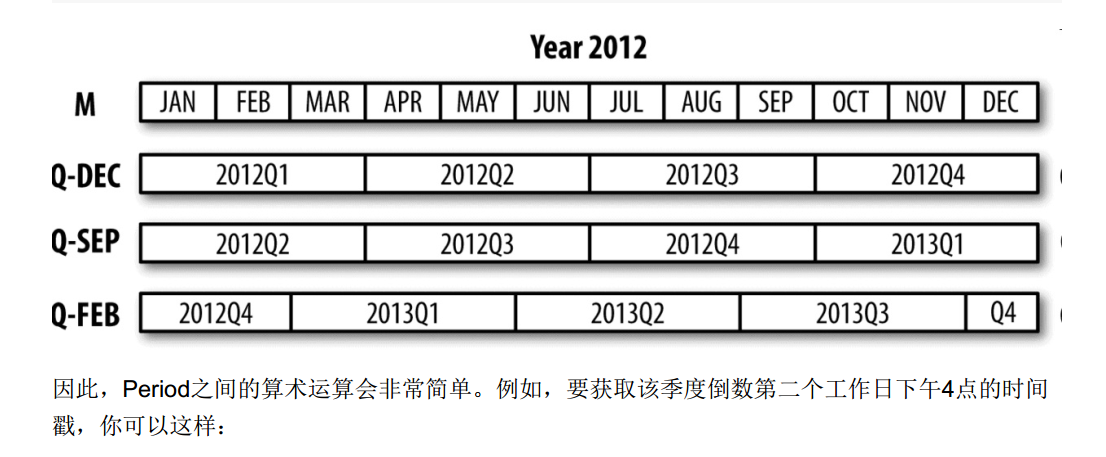 Year 2012
M JAN FEB MAR APR MAY JUN JUL AUG SEP OCT NOV DEC
Q-DEC 2012Q1 2012Q2 2012Q3 2012Q4
Q-SEP 2012Q2 2012Q3 2012Q4 2013Q1
Q-FEB 2012Q4 2013Q1 2013Q2 2013Q3 Q4
因此，Period之间的算术运算会非常简单。例如，要获取该季度倒数第二个工作日下午4点的时间
戳，你可以这样：